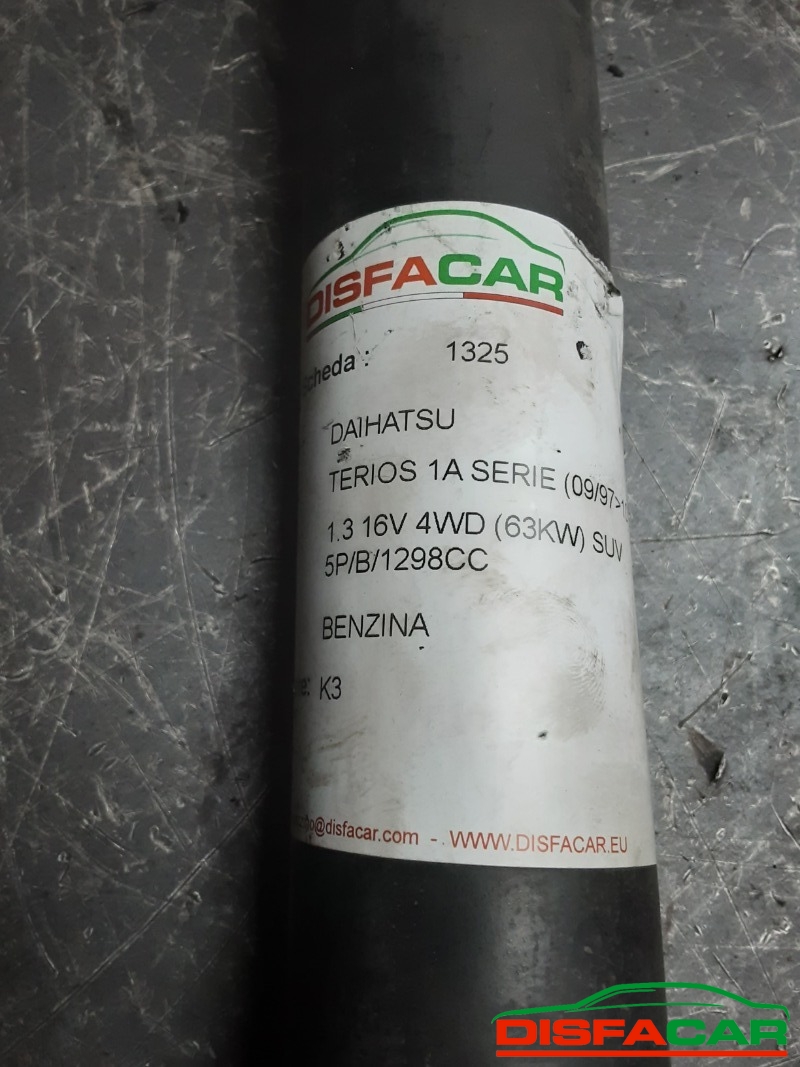 DISFACAR
Scheda : 1325
DAIHATSU
TERIOS 1A SERIE (09/97>
1.3 16V 4WD (63KW) SUV
5P/B/1298CC
BENZINA
K3
@disfacar.com - WWW.DISFACAR.EU
DISFACAR